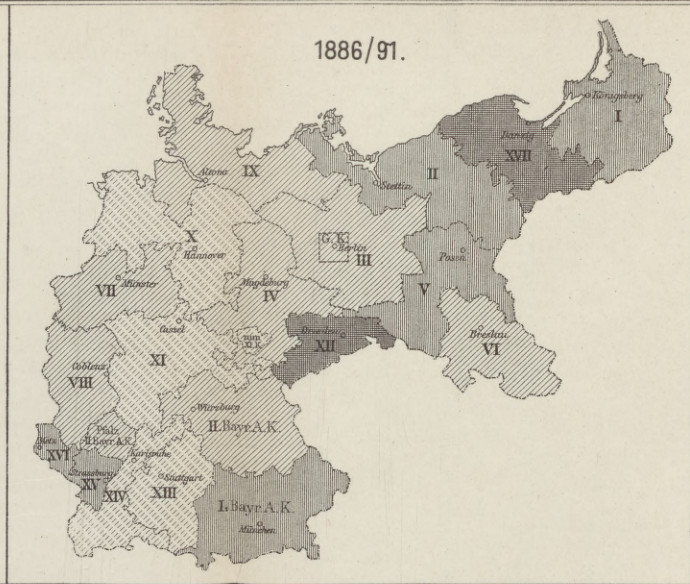 1886/91.
Königsberg
I
Danzig
XVII
II
Stettin
IX
Altona
X
Hannover
G. K.
Berlin
III
Posen
V
Magdeburg
IV
VII
Münster
Cassel
XI
Dresden
XII
Breslau
VI
Coblenz
VIII
Würzburg
II. Bayr. A. K.
Pfalz
II. Bayr. A. K.
Metz
XVI
Karlsruhe
Strassburg
XV
XIV
Stuttgart
XIII
I. Bayr. A. K.
München